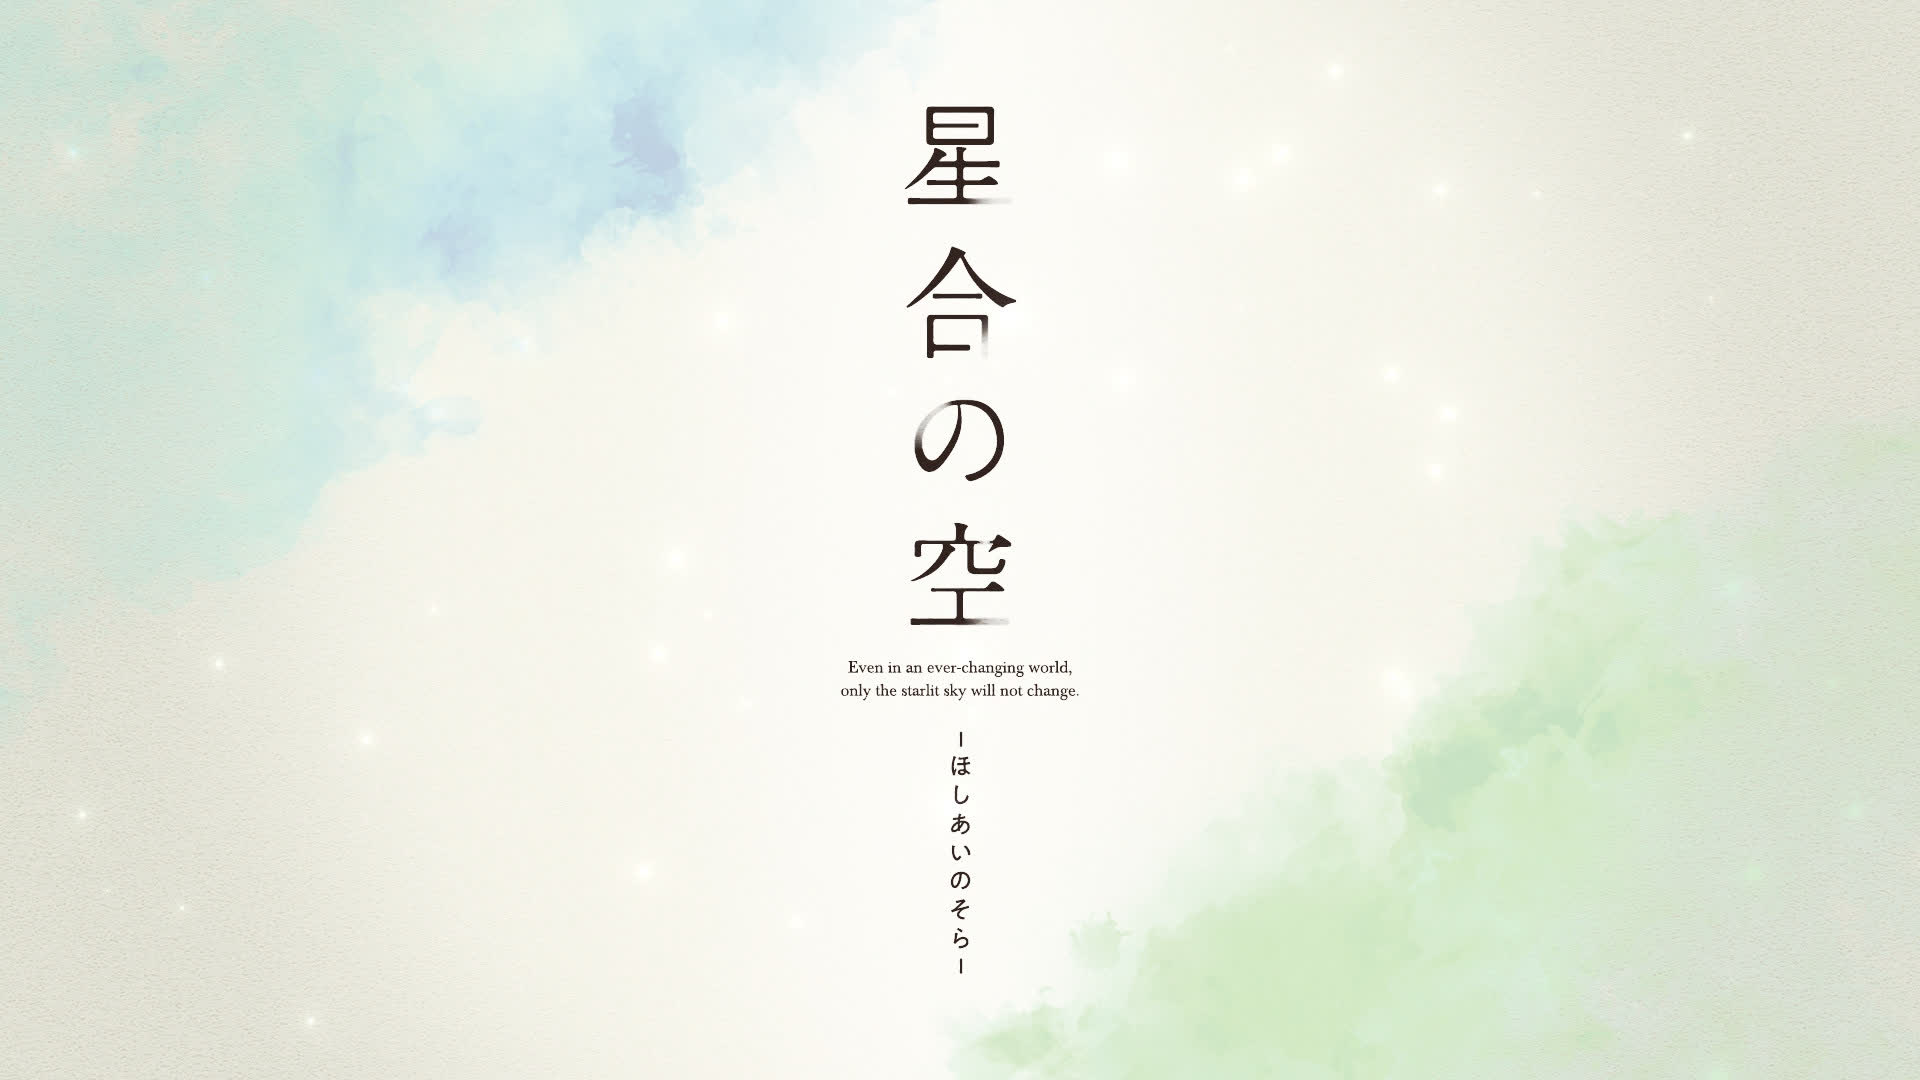 星合の空
Even in an ever-changing world,
only the starlit sky will not change.
ーほしあいのそらー